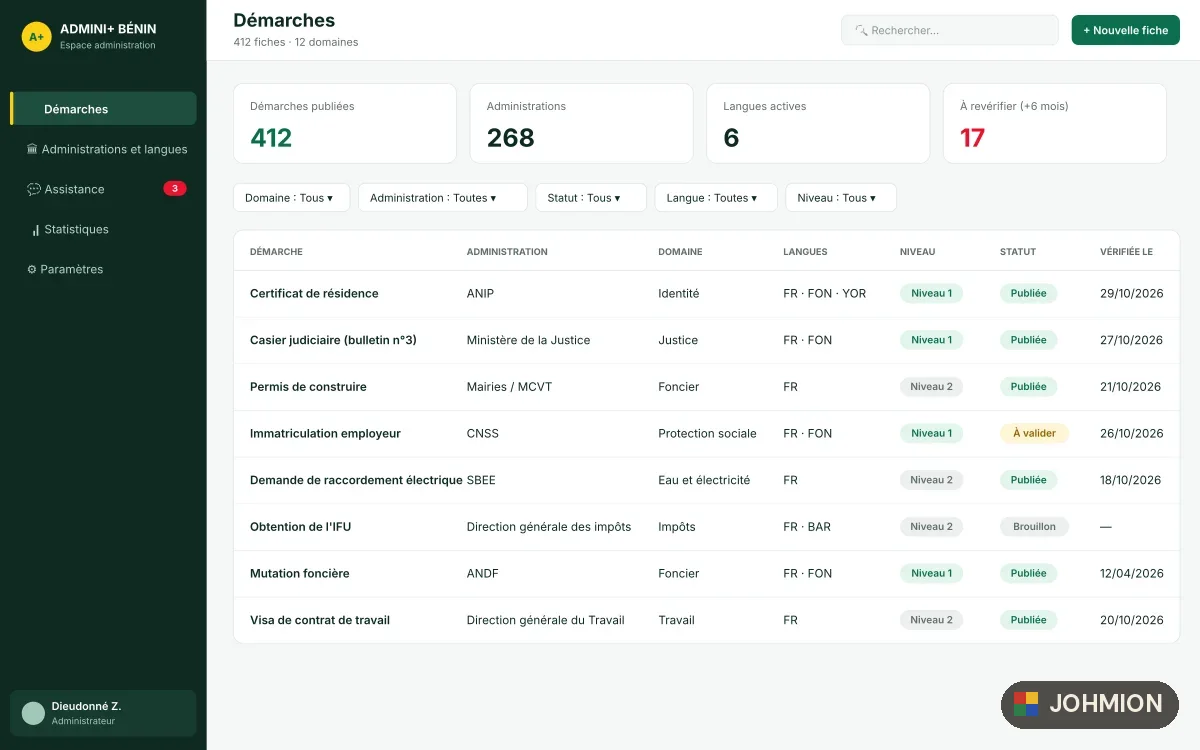 A+ ADMINI+ BÉNIN
Espace administration
Démarches
Administrations et langues
Assistance 3
Statistiques
Paramètres
Dieudonné Z.
Administrateur
Démarches
412 fiches · 12 domaines
Rechercher...
+ Nouvelle fiche
Démarches publiées
412
Administrations
268
Langues actives
6
À revérifier (+6 mois)
17
Domaine : Tous ▾ Administration : Toutes ▾ Statut : Tous ▾ Langue : Toutes ▾ Niveau : Tous ▾
DÉMARCHE ADMINISTRATION DOMAINE LANGUES NIVEAU STATUT VÉRIFIÉE LE
Certificat de résidence ANIP Identité FR · FON · YOR Niveau 1 Publiée 29/10/2026
Casier judiciaire (bulletin n°3) Ministère de la Justice Justice FR · FON Niveau 1 Publiée 27/10/2026
Permis de construire Mairies / MCVT Foncier FR Niveau 2 Publiée 21/10/2026
Immatriculation employeur CNSS Protection sociale FR · FON Niveau 1 À valider 26/10/2026
Demande de raccordement électrique SBEE Eau et électricité FR Niveau 2 Publiée 18/10/2026
Obtention de l'IFU Direction générale des impôts Impôts FR · BAR Niveau 2 Brouillon —
Mutation foncière ANDF Foncier FR · FON Niveau 1 Publiée 12/04/2026
Visa de contrat de travail Direction générale du Travail Travail FR Niveau 2 Publiée 20/10/2026
JOHMION